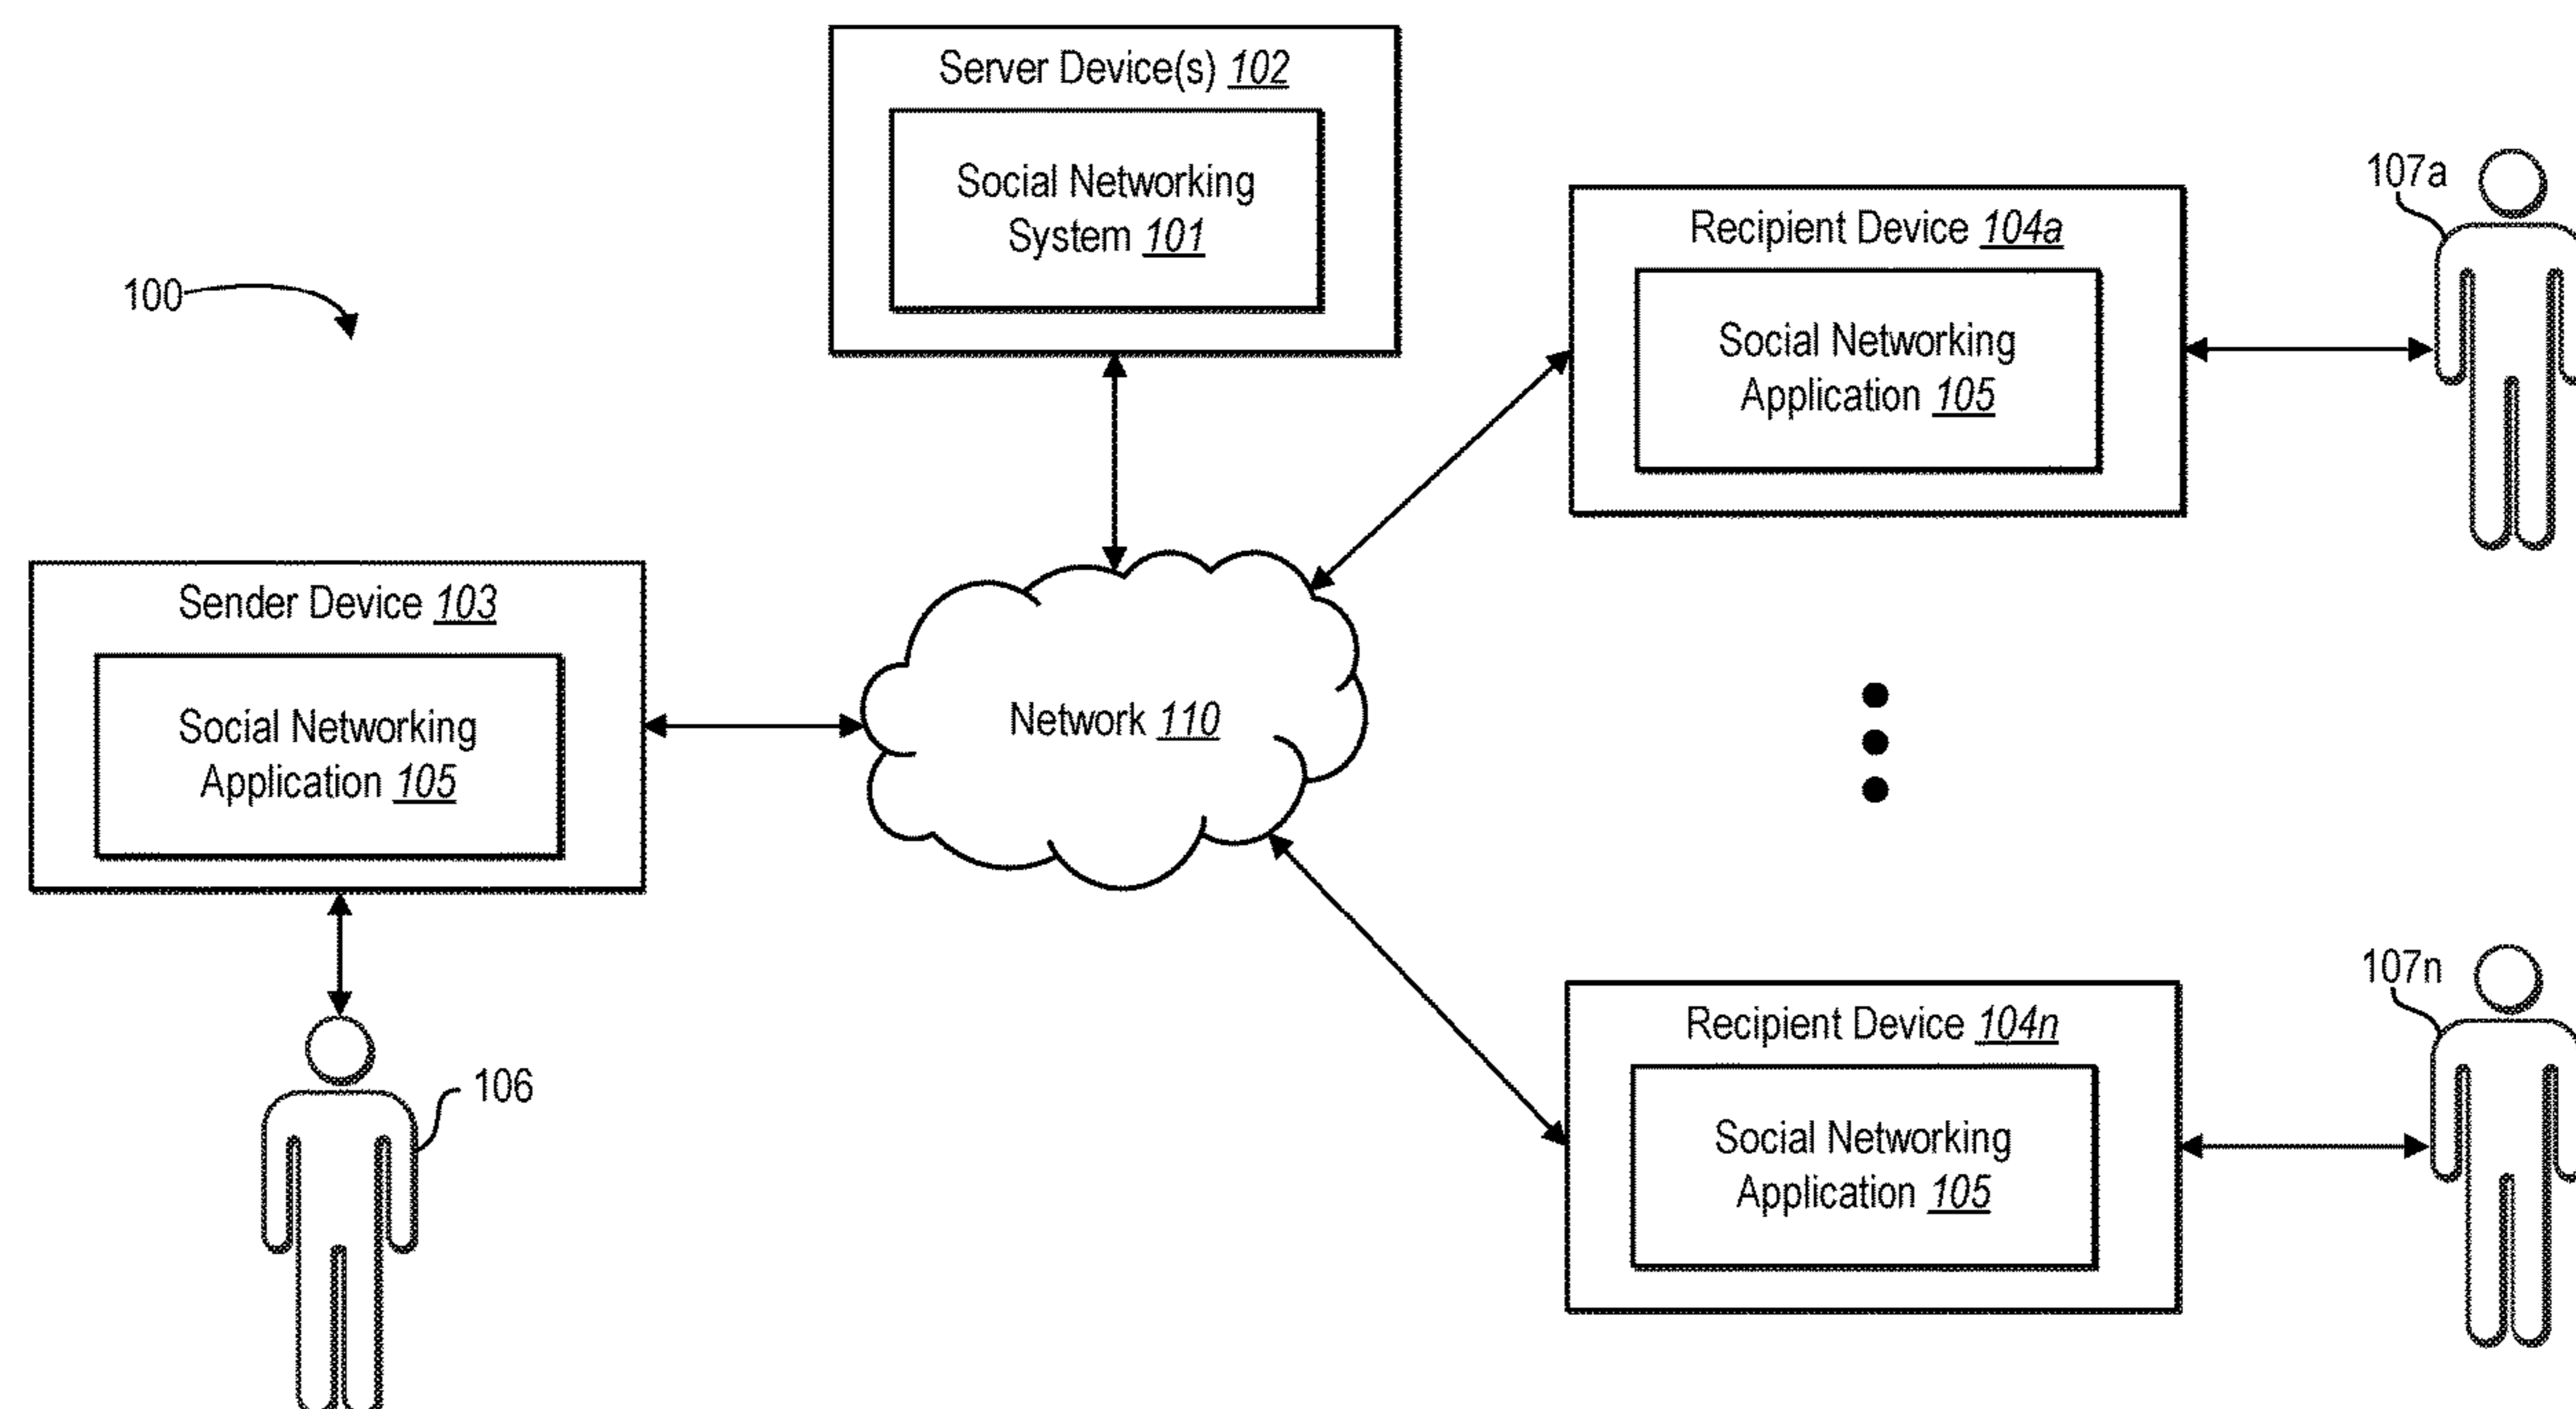 Server Device(s) 102
Social Networking
System 101
107a
Recipient Device 104a
Social Networking
Application 105
100
Sender Device 103
Social Networking
Application 105
Network 110
107n
Recipient Device 104n
Social Networking
Application 105
106